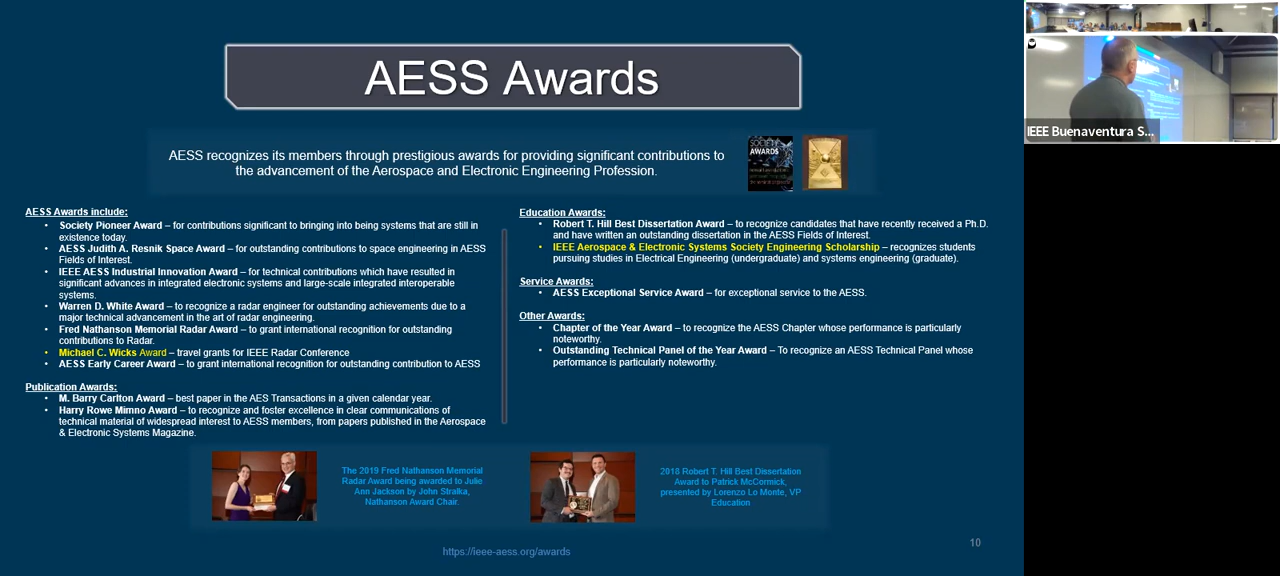 AESS Awards
AESS recognizes its members through prestigious awards for providing significant contributions to
the advancement of the Aerospace and Electronic Engineering Profession.
SOCIETY
AWARDS
AESS Awards include:
• Society Pioneer Award – for contributions significant to bringing into being systems that are still in
existence today.
• AESS Judith A. Resnik Space Award – for outstanding contributions to space engineering in AESS
Fields of Interest.
• IEEE AESS Industrial Innovation Award – for technical contributions which have resulted in
significant advances in integrated electronic systems and large-scale integrated interoperable
systems.
• Warren D. White Award – to recognize a radar engineer for outstanding achievements due to a
major technical advancement in the art of radar engineering.
• Fred Nathanson Memorial Radar Award – to grant international recognition for outstanding
contributions to Radar.
• Michael C. Wicks Award – travel grants for IEEE Radar Conference
• AESS Early Career Award – to grant international recognition for outstanding contribution to AESS
Publication Awards:
• M. Barry Carlton Award – best paper in the AES Transactions in a given calendar year.
• Harry Rowe Mimno Award – to recognize and foster excellence in clear communications of
technical material of widespread interest to AESS members, from papers published in the Aerospace
& Electronic Systems Magazine.
Education Awards:
• Robert T. Hill Best Dissertation Award – to recognize candidates that have recently received a Ph.D.
and have written an outstanding dissertation in the AESS Fields of Interest.
• IEEE Aerospace & Electronic Systems Society Engineering Scholarship – recognizes students
pursuing studies in Electrical Engineering (undergraduate) and systems engineering (graduate).
Service Awards:
• AESS Exceptional Service Award – for exceptional service to the AESS.
Other Awards:
• Chapter of the Year Award – to recognize the AESS Chapter whose performance is particularly
noteworthy.
• Outstanding Technical Panel of the Year Award – To recognize an AESS Technical Panel whose
performance is particularly noteworthy.
The 2019 Fred Nathanson Memorial
Radar Award being awarded to Julie
Ann Jackson by John Stralka,
Nathanson Award Chair.
2018 Robert T. Hill Best Dissertation
Award to Patrick McCormick,
presented by Lorenzo Lo Monte, VP
Education
https://ieee-aess.org/awards
10
IEEE Buenaventura S...